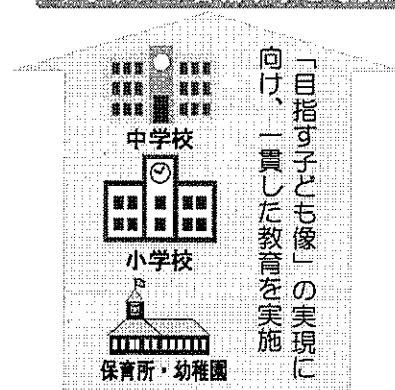 「目指す子ども像」の実現に
向け、一貫した教育を実施
中学校
小学校
保育所・幼稚園